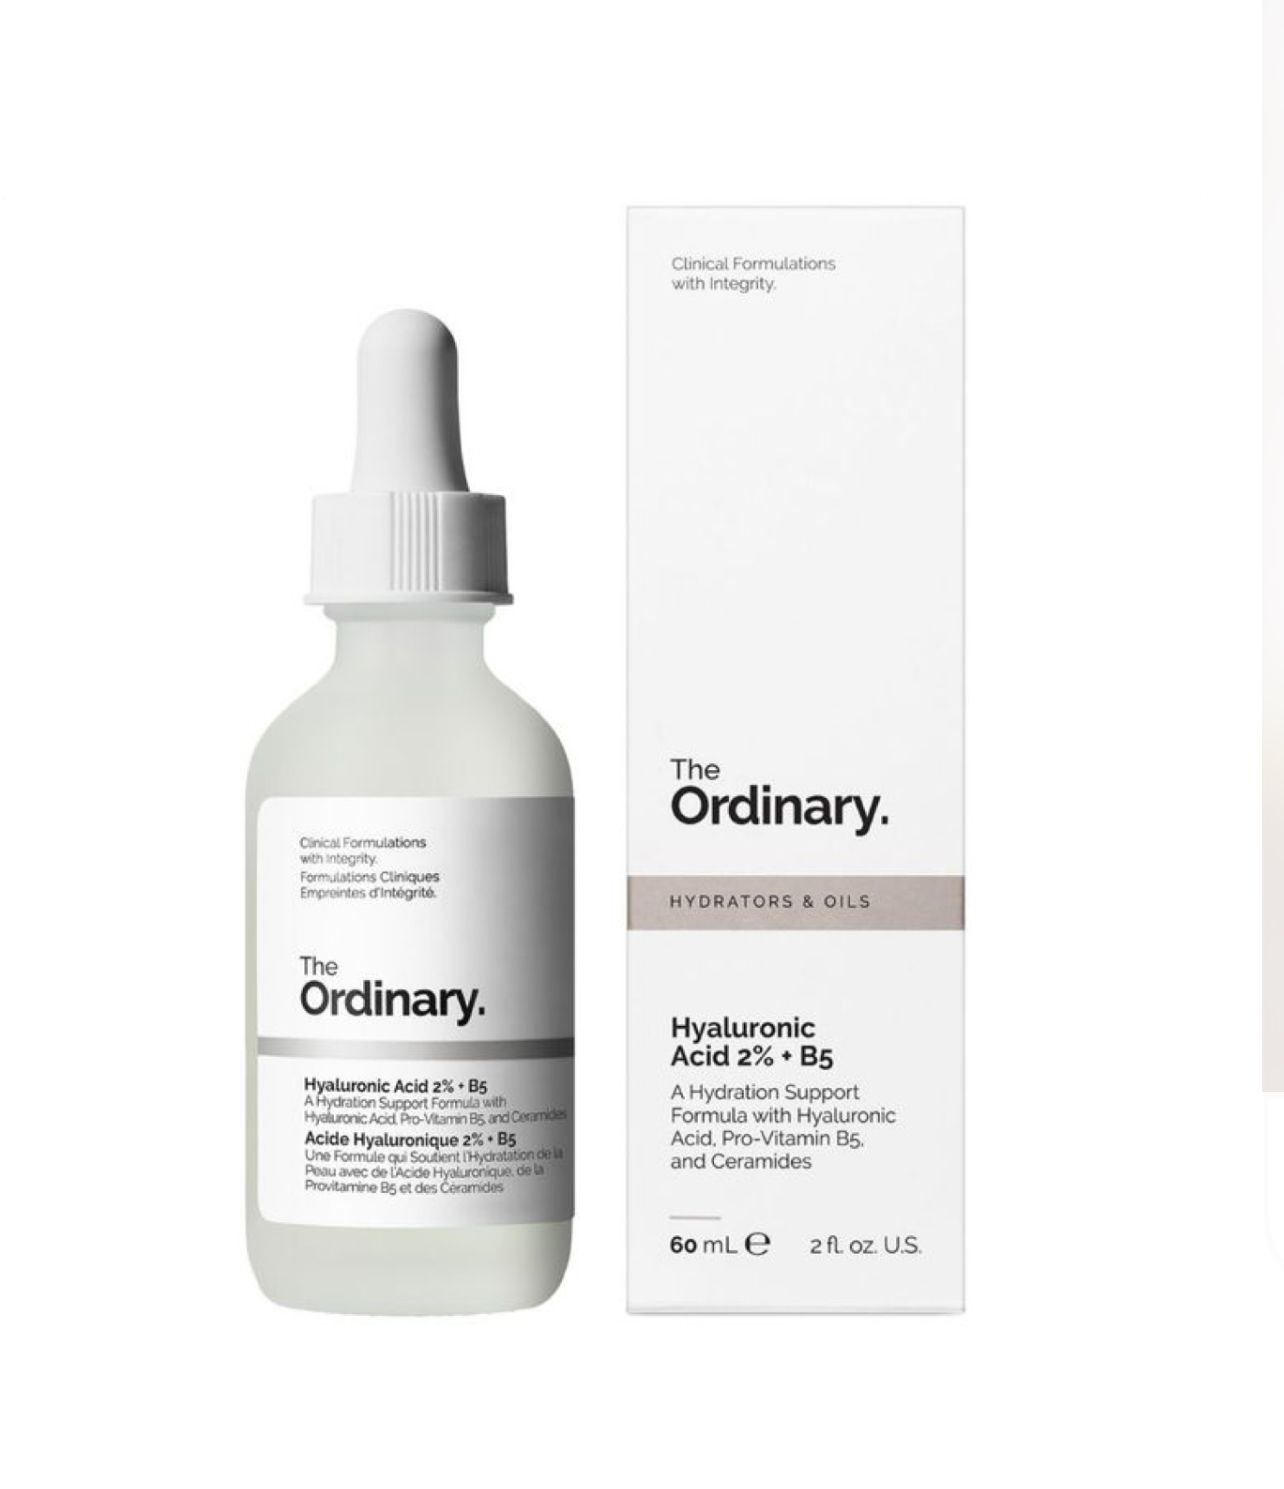 Clinical Formulations
with Integrity.
Formulations Cliniques
Empreintes d'Intégrité.
The
Ordinary.
Hyaluronic Acid 2% + B5
A Hydration Support Formula with
Hyaluronic Acid, Pro-Vitamin B5, and Ceramides
Acide Hyaluronique 2% + B5
Une Formule qui Soutient l'Hydratation de la
Peau avec de l'Acide Hyaluronique, de la
Provitamine B5 et des Céramides
Clinical Formulations
with Integrity.
The
Ordinary.
HYDRATORS & OILS
Hyaluronic
Acid 2% + B5
A Hydration Support
Formula with Hyaluronic
Acid, Pro-Vitamin B5,
and Ceramides
60 mL ℮ 2 fl. oz. U.S.